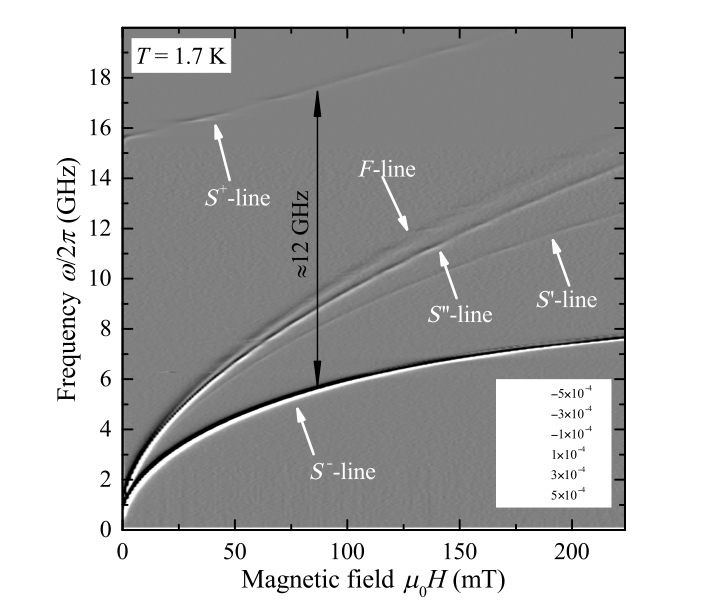 T = 1.7 K
S⁺-line
F-line
≈12 GHz
S''-line
S'-line
S⁻-line
−5×10⁻⁴
−3×10⁻⁴
−1×10⁻⁴
1×10⁻⁴
3×10⁻⁴
5×10⁻⁴
Frequency ω/2π (GHz)
18
16
14
12
10
8
6
4
2
0
0 50 100 150 200
Magnetic field μ₀H (mT)